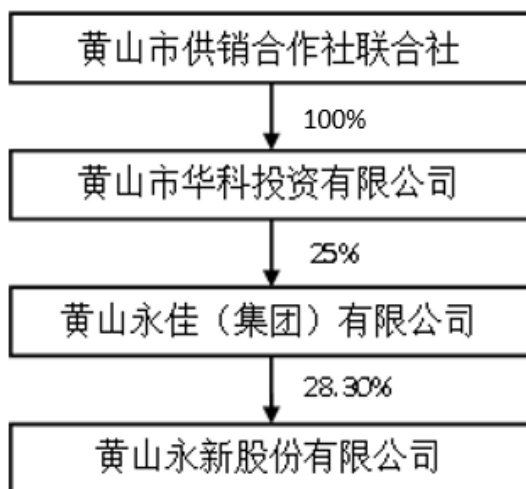 黄山市供销合作社联合社
100%
黄山市华科投资有限公司
25%
黄山永佳（集团）有限公司
28.30%
黄山永新股份有限公司